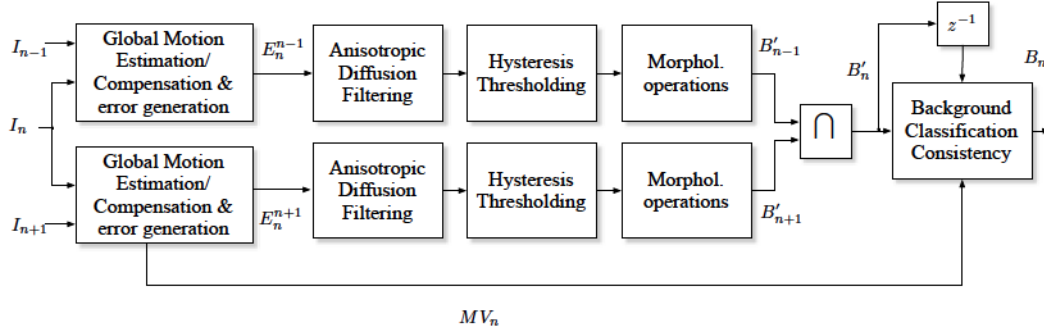 I_{n-1}
I_n
I_{n+1}
Global Motion
Estimation/
Compensation &
error generation
E_n^{n-1}
Anisotropic
Diffusion
Filtering
Hysteresis
Thresholding
Morphol.
operations
B'_{n-1}
Global Motion
Estimation/
Compensation &
error generation
E_n^{n+1}
Anisotropic
Diffusion
Filtering
Hysteresis
Thresholding
Morphol.
operations
B'_{n+1}
⋂
B'_n
z^{-1}
Background
Classification
Consistency
B_n
MV_n